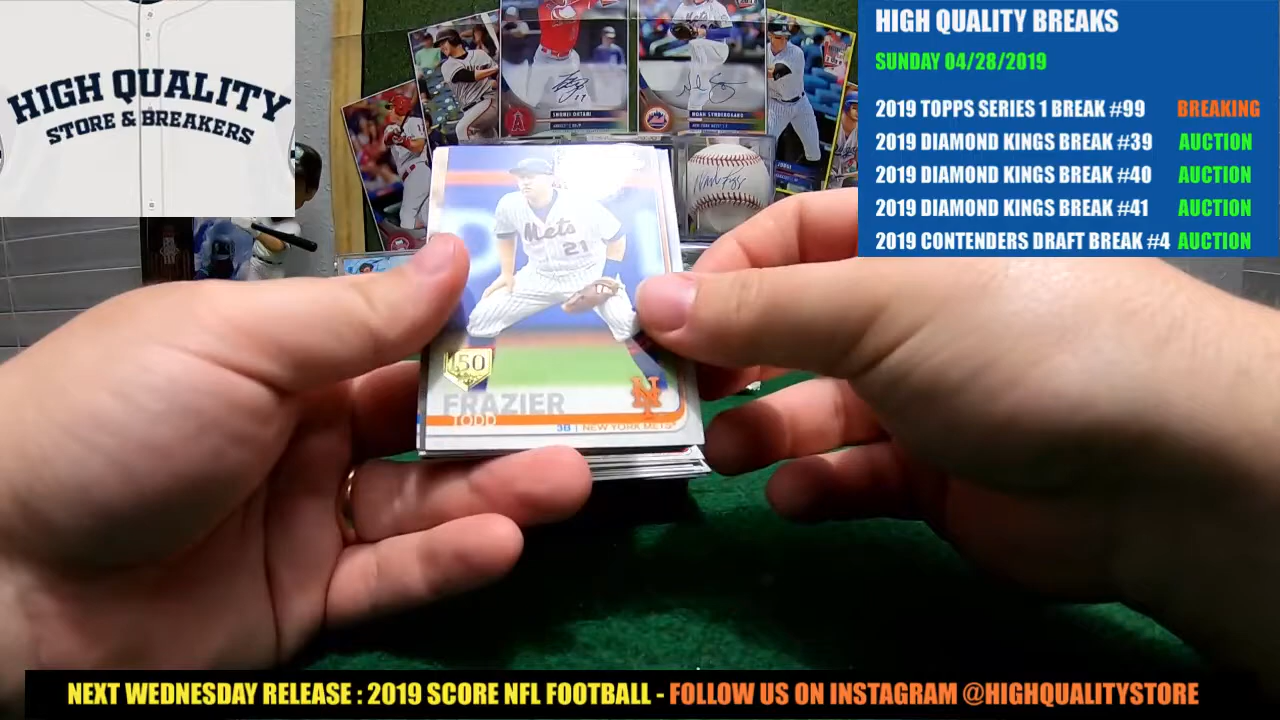 HIGH QUALITY
STORE & BREAKERS
HIGH QUALITY BREAKS
SUNDAY 04/28/2019
2019 TOPPS SERIES 1 BREAK #99 BREAKING
2019 DIAMOND KINGS BREAK #39 AUCTION
2019 DIAMOND KINGS BREAK #40 AUCTION
2019 DIAMOND KINGS BREAK #41 AUCTION
2019 CONTENDERS DRAFT BREAK #4 AUCTION
SHOHEI OHTANI
NOAH SYNDERGAARD
Mets
21
150
FRAZIER
TODD
3B | NEW YORK METS
NEXT WEDNESDAY RELEASE : 2019 SCORE NFL FOOTBALL - FOLLOW US ON INSTAGRAM @HIGHQUALITYSTORE